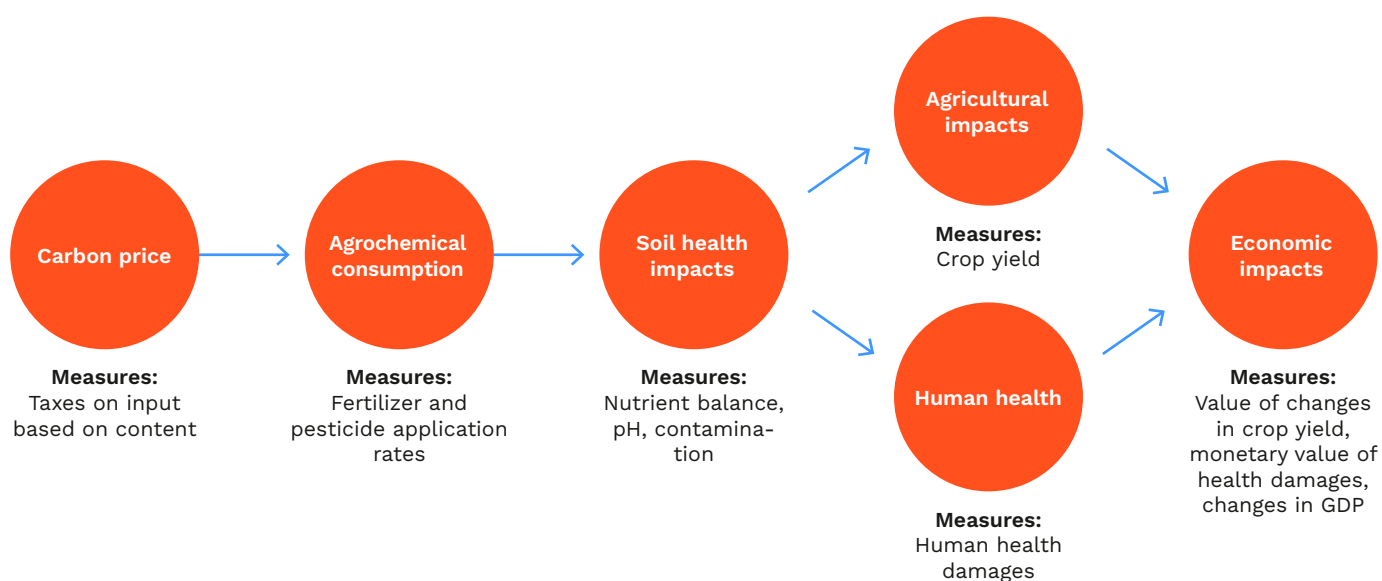 Carbon price
Measures:
Taxes on input
based on content
Agrochemical
consumption
Measures:
Fertilizer and
pesticide application
rates
Soil health
impacts
Measures:
Nutrient balance,
pH, contamina-
tion
Agricultural
impacts
Measures:
Crop yield
Human health
Measures:
Human health
damages
Economic
impacts
Measures:
Value of changes
in crop yield,
monetary value of
health damages,
changes in GDP